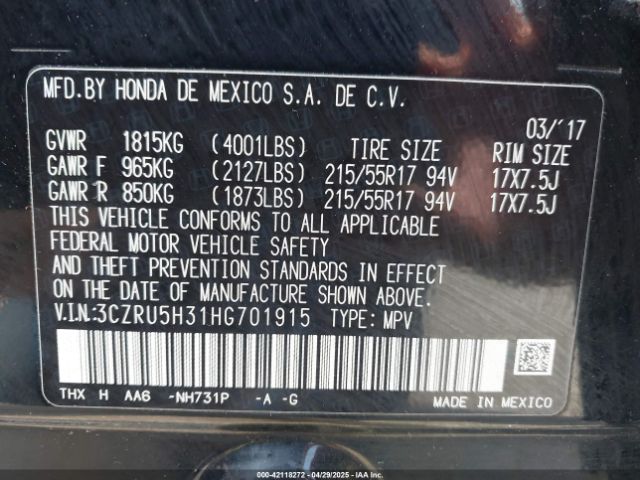 MFD.BY HONDA DE MEXICO S.A. DE C.V.
03/'17
GVWR 1815KG (4001LBS) TIRE SIZE RIM SIZE
GAWR F 965KG (2127LBS) 215/55R17 94V 17X7.5J
GAWR R 850KG (1873LBS) 215/55R17 94V 17X7.5J
THIS VEHICLE CONFORMS TO ALL APPLICABLE
FEDERAL MOTOR VEHICLE SAFETY
AND THEFT PREVENTION STANDARDS IN EFFECT
ON THE DATE OF MANUFACTURE SHOWN ABOVE.
V.I.N:3CZRU5H31HG701915 TYPE: MPV
THX H AA6 -NH731P -A -G
MADE IN MEXICO
000-42118272 - 04/29/2025 - IAA, Inc.